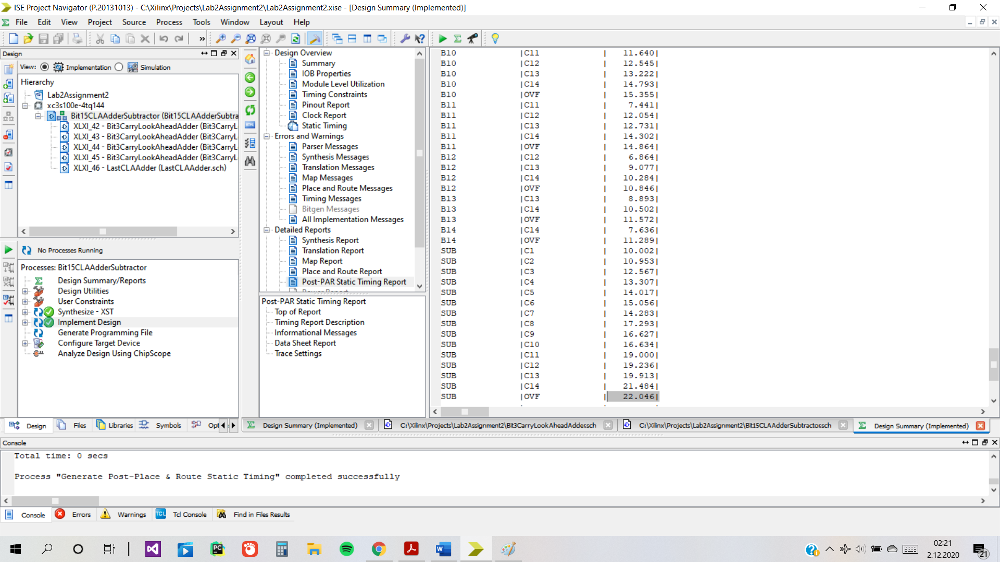 ISE Project Navigator (P.20131013) - C:\Xilinx\Projects\Lab2Assignment2\Lab2Assignment2.xise - [Design Summary (Implemented)]
File Edit View Project Source Process Tools Window Layout Help
Design
View: Implementation Simulation
Hierarchy
Lab2Assignment2
xc3s100e-4tq144
Bit15CLAAdderSubtractor (Bit15CLAAdderSubtra
XLXI_42 - Bit3CarryLookAheadAdder (Bit3CarryL
XLXI_43 - Bit3CarryLookAheadAdder (Bit3CarryL
XLXI_44 - Bit3CarryLookAheadAdder (Bit3CarryL
XLXI_45 - Bit3CarryLookAheadAdder (Bit3CarryL
XLXI_46 - LastCLAAdder (LastCLAAdder.sch)
No Processes Running
Processes: Bit15CLAAdderSubtractor
Design Summary/Reports
Design Utilities
User Constraints
Synthesize - XST
Implement Design
Generate Programming File
Configure Target Device
Analyze Design Using ChipScope
Design Files Libraries Symbols Opt
Design Overview
Summary
IOB Properties
Module Level Utilization
Timing Constraints
Pinout Report
Clock Report
Static Timing
Errors and Warnings
Parser Messages
Synthesis Messages
Translation Messages
Map Messages
Place and Route Messages
Timing Messages
Bitgen Messages
All Implementation Messages
Detailed Reports
Synthesis Report
Translation Report
Map Report
Place and Route Report
Post-PAR Static Timing Report
Post-PAR Static Timing Report
Top of Report
Timing Report Description
Informational Messages
Data Sheet Report
Trace Settings
B10 |C11 | 11.640|
B10 |C12 | 12.545|
B10 |C13 | 13.222|
B10 |C14 | 14.793|
B10 |OVF | 15.355|
B11 |C11 | 7.441|
B11 |C12 | 12.054|
B11 |C13 | 12.731|
B11 |C14 | 14.302|
B11 |OVF | 14.864|
B12 |C12 | 6.864|
B12 |C13 | 9.077|
B12 |C14 | 10.284|
B12 |OVF | 10.846|
B13 |C13 | 8.893|
B13 |C14 | 10.502|
B13 |OVF | 11.572|
B14 |C14 | 7.636|
B14 |OVF | 11.289|
SUB |C1 | 10.002|
SUB |C2 | 10.953|
SUB |C3 | 12.567|
SUB |C4 | 13.307|
SUB |C5 | 14.017|
SUB |C6 | 15.056|
SUB |C7 | 14.283|
SUB |C8 | 17.293|
SUB |C9 | 16.627|
SUB |C10 | 16.634|
SUB |C11 | 19.000|
SUB |C12 | 19.236|
SUB |C13 | 19.913|
SUB |C14 | 21.484|
SUB |OVF | 22.046|
Design Summary (Implemented) C:\Xilinx\Projects\Lab2Assignment2\Bit3CarryLookAheadAdder.sch C:\Xilinx\Projects\Lab2Assignment2\Bit15CLAAdderSubtractor.sch Design Summary (Implemented)
Console
Total time: 0 secs
Process "Generate Post-Place & Route Static Timing" completed successfully
Console Errors Warnings Tcl Console Find in Files Results
02:21
2.12.2020
21